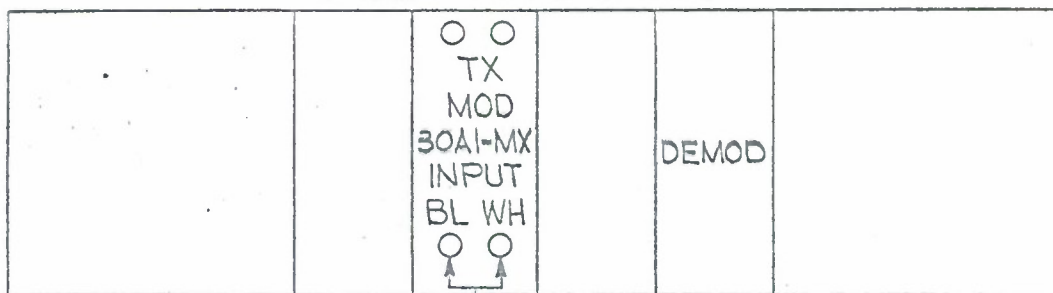 TX
MOD
30A1-MX
INPUT
BL WH
DEMOD